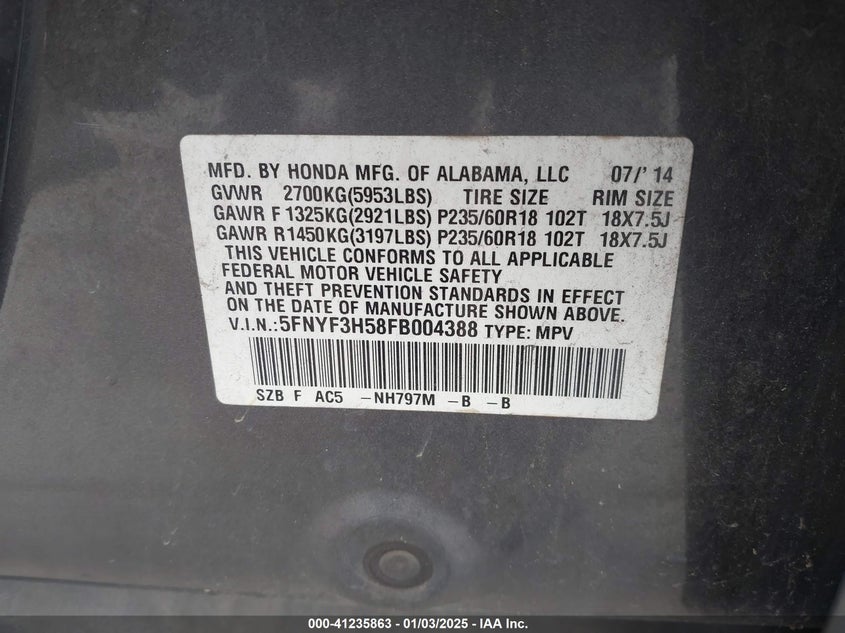 MFD. BY HONDA MFG. OF ALABAMA, LLC 07/' 14
GVWR 2700KG(5953LBS) TIRE SIZE RIM SIZE
GAWR F 1325KG(2921LBS) P235/60R18 102T 18X7.5J
GAWR R1450KG(3197LBS) P235/60R18 102T 18X7.5J
THIS VEHICLE CONFORMS TO ALL APPLICABLE
FEDERAL MOTOR VEHICLE SAFETY
AND THEFT PREVENTION STANDARDS IN EFFECT
ON THE DATE OF MANUFACTURE SHOWN ABOVE.
V.I.N.:5FNYF3H58FB004388 TYPE: MPV
SZB F AC5 -NH797M -B -B
000-41235863 - 01/03/2025 - IAA Inc.